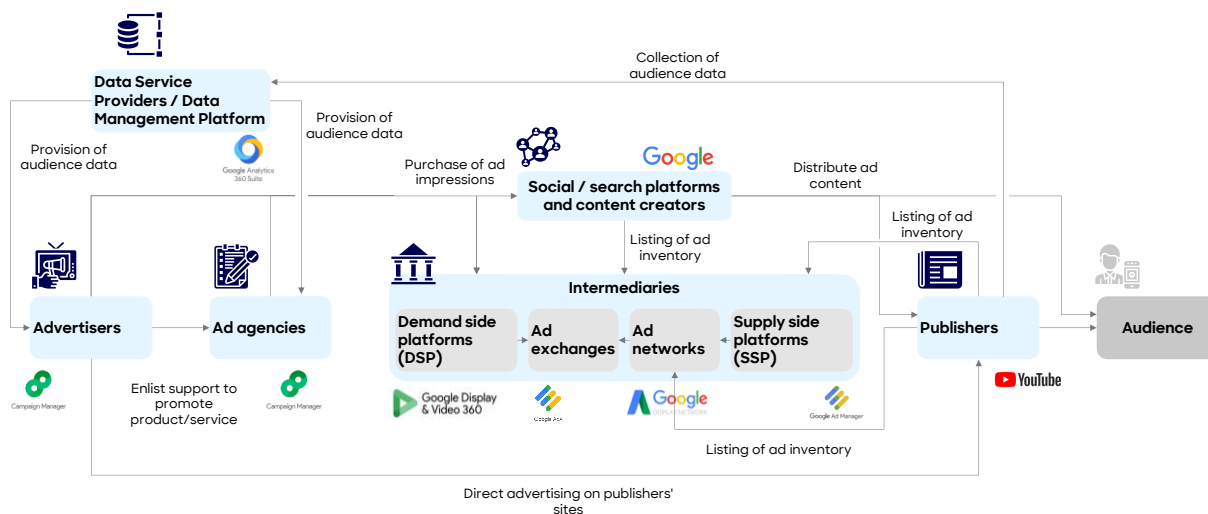 Collection of
audience data
Data Service
Providers / Data
Management Platform
Provision of
audience data
Provision of
audience data
Google Analytics
360 Suite
Purchase of ad
impressions
Google
Social / search platforms
and content creators
Distribute ad
content
Listing of ad
inventory
Listing of ad
inventory
Intermediaries
Advertisers
Ad agencies
Demand side
platforms
(DSP)
Ad
exchanges
Ad
networks
Supply side
platforms
(SSP)
Publishers
Audience
Campaign Manager
Enlist support to
promote
product/service
Campaign Manager
Google Display
& Video 360
Google AdX
Google
DISPLAY NETWORK
Google Ad Manager
YouTube
Listing of ad inventory
Direct advertising on publishers'
sites